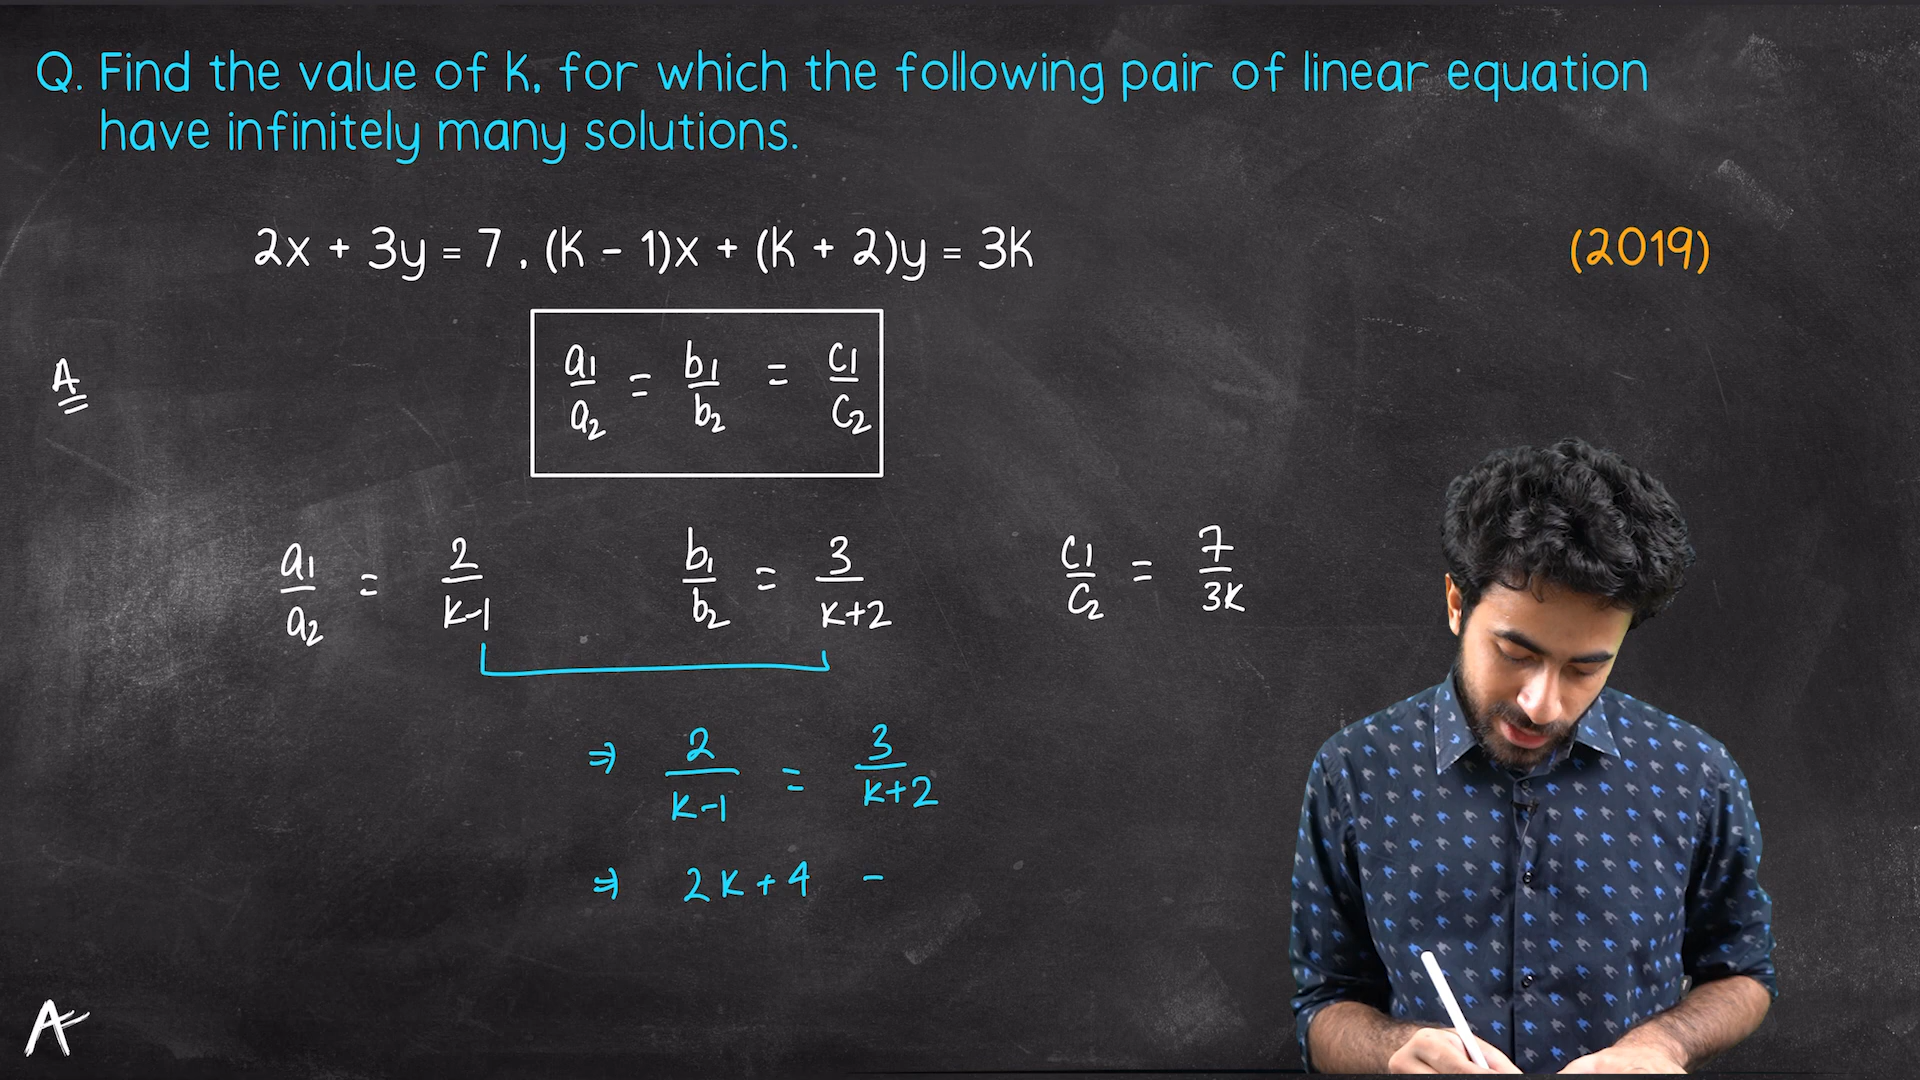 Q. Find the value of K, for which the following pair of linear equation
have infinitely many solutions.
2x + 3y = 7 , (K - 1)x + (K + 2)y = 3K
(2019)
A
a1/a2 = b1/b2 = c1/c2
a1/a2 = 2/K-1
b1/b2 = 3/K+2
c1/c2 = 7/3K
⇒ 2/K-1 = 3/K+2
⇒ 2K+4 -
A